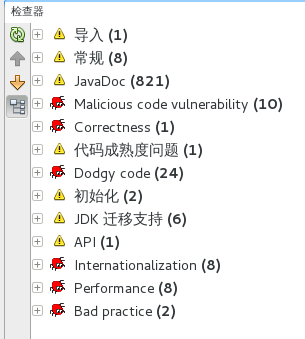 检查器
导入 (1)
常规 (8)
JavaDoc (821)
Malicious code vulnerability (10)
Correctness (1)
代码成熟度问题 (1)
Dodgy code (24)
初始化 (2)
JDK 迁移支持 (6)
API (1)
Internationalization (8)
Performance (8)
Bad practice (2)